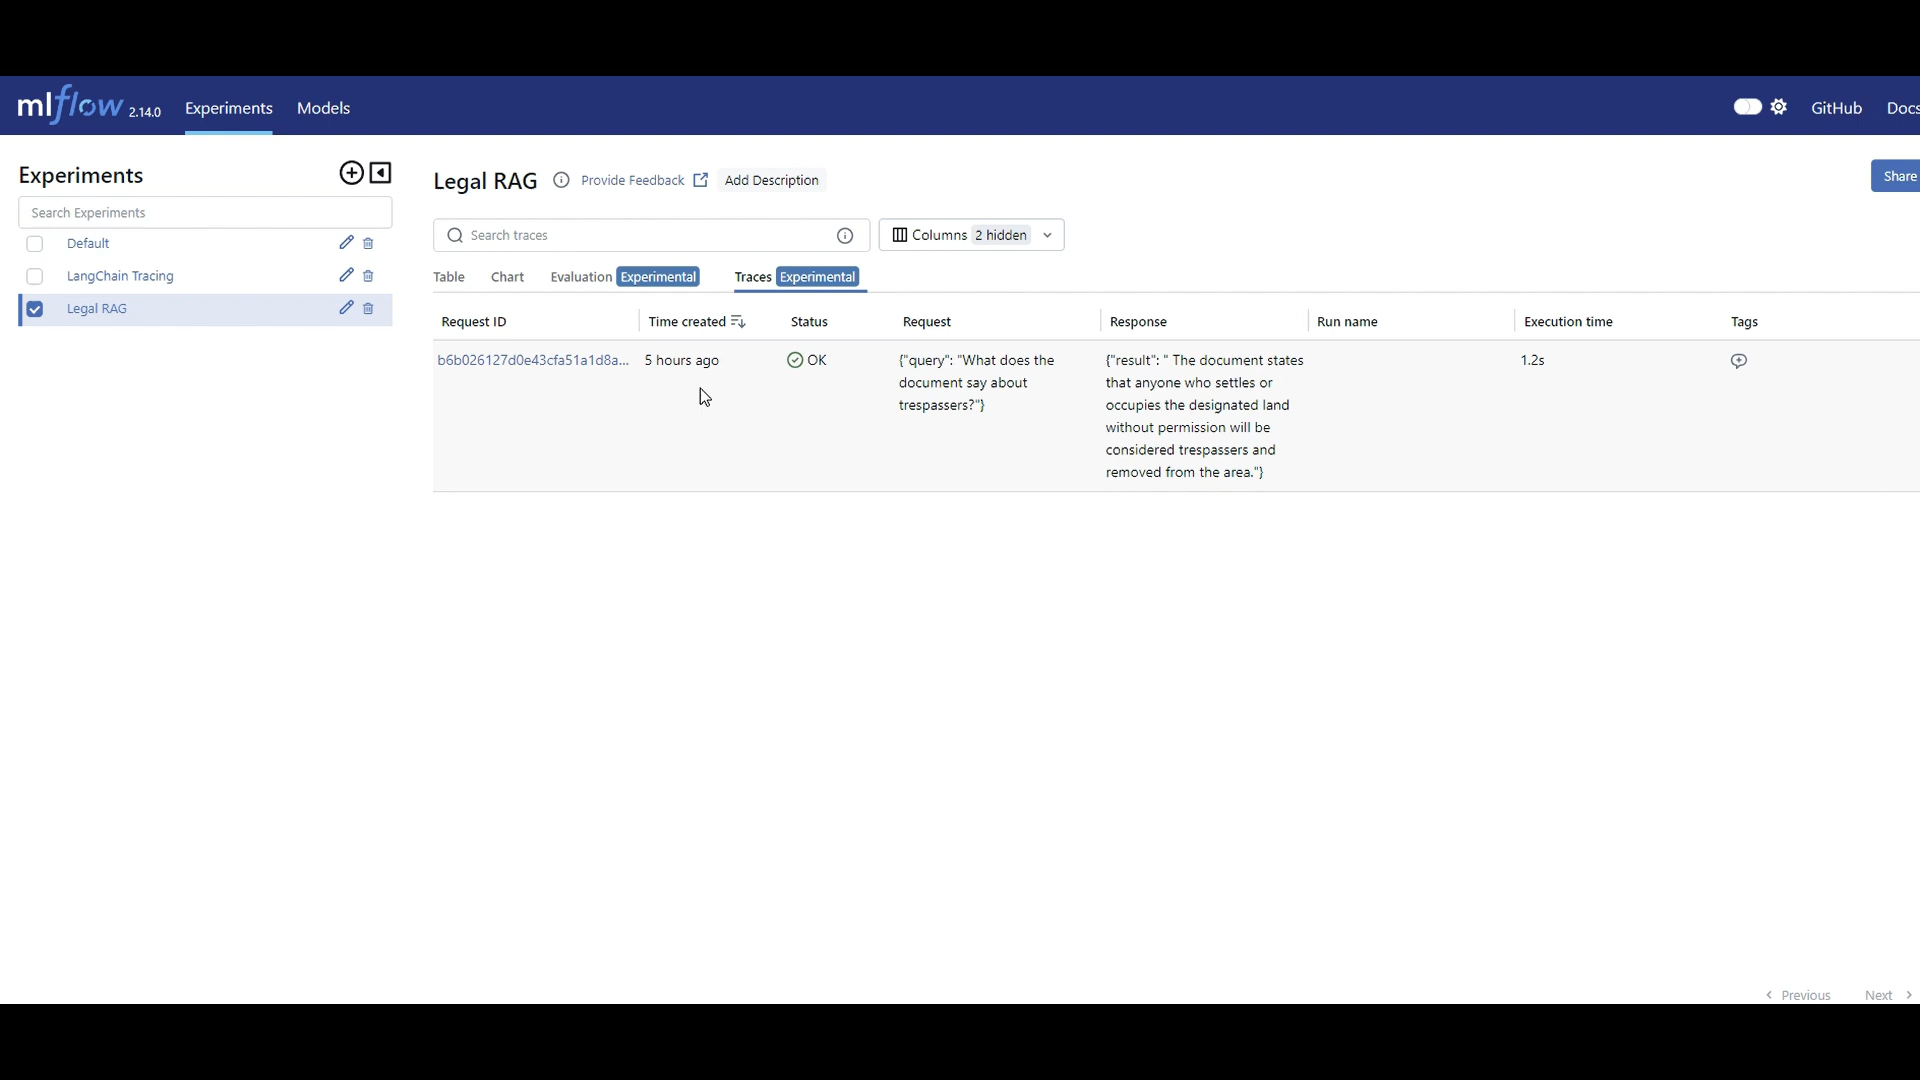 mlflow 2.14.0 Experiments Models GitHub Docs
Experiments
Search Experiments
Default
LangChain Tracing
Legal RAG
Legal RAG Provide Feedback Add Description
Share
Search traces Columns 2 hidden
Table Chart Evaluation Experimental Traces Experimental
Request ID Time created Status Request Response Run name Execution time Tags
b6b026127d0e43cfa51a1d8a... 5 hours ago OK {"query": "What does the {"result": " The document states 1.2s
document say about that anyone who settles or
trespassers?"} occupies the designated land
without permission will be
considered trespassers and
removed from the area."}
Previous Next